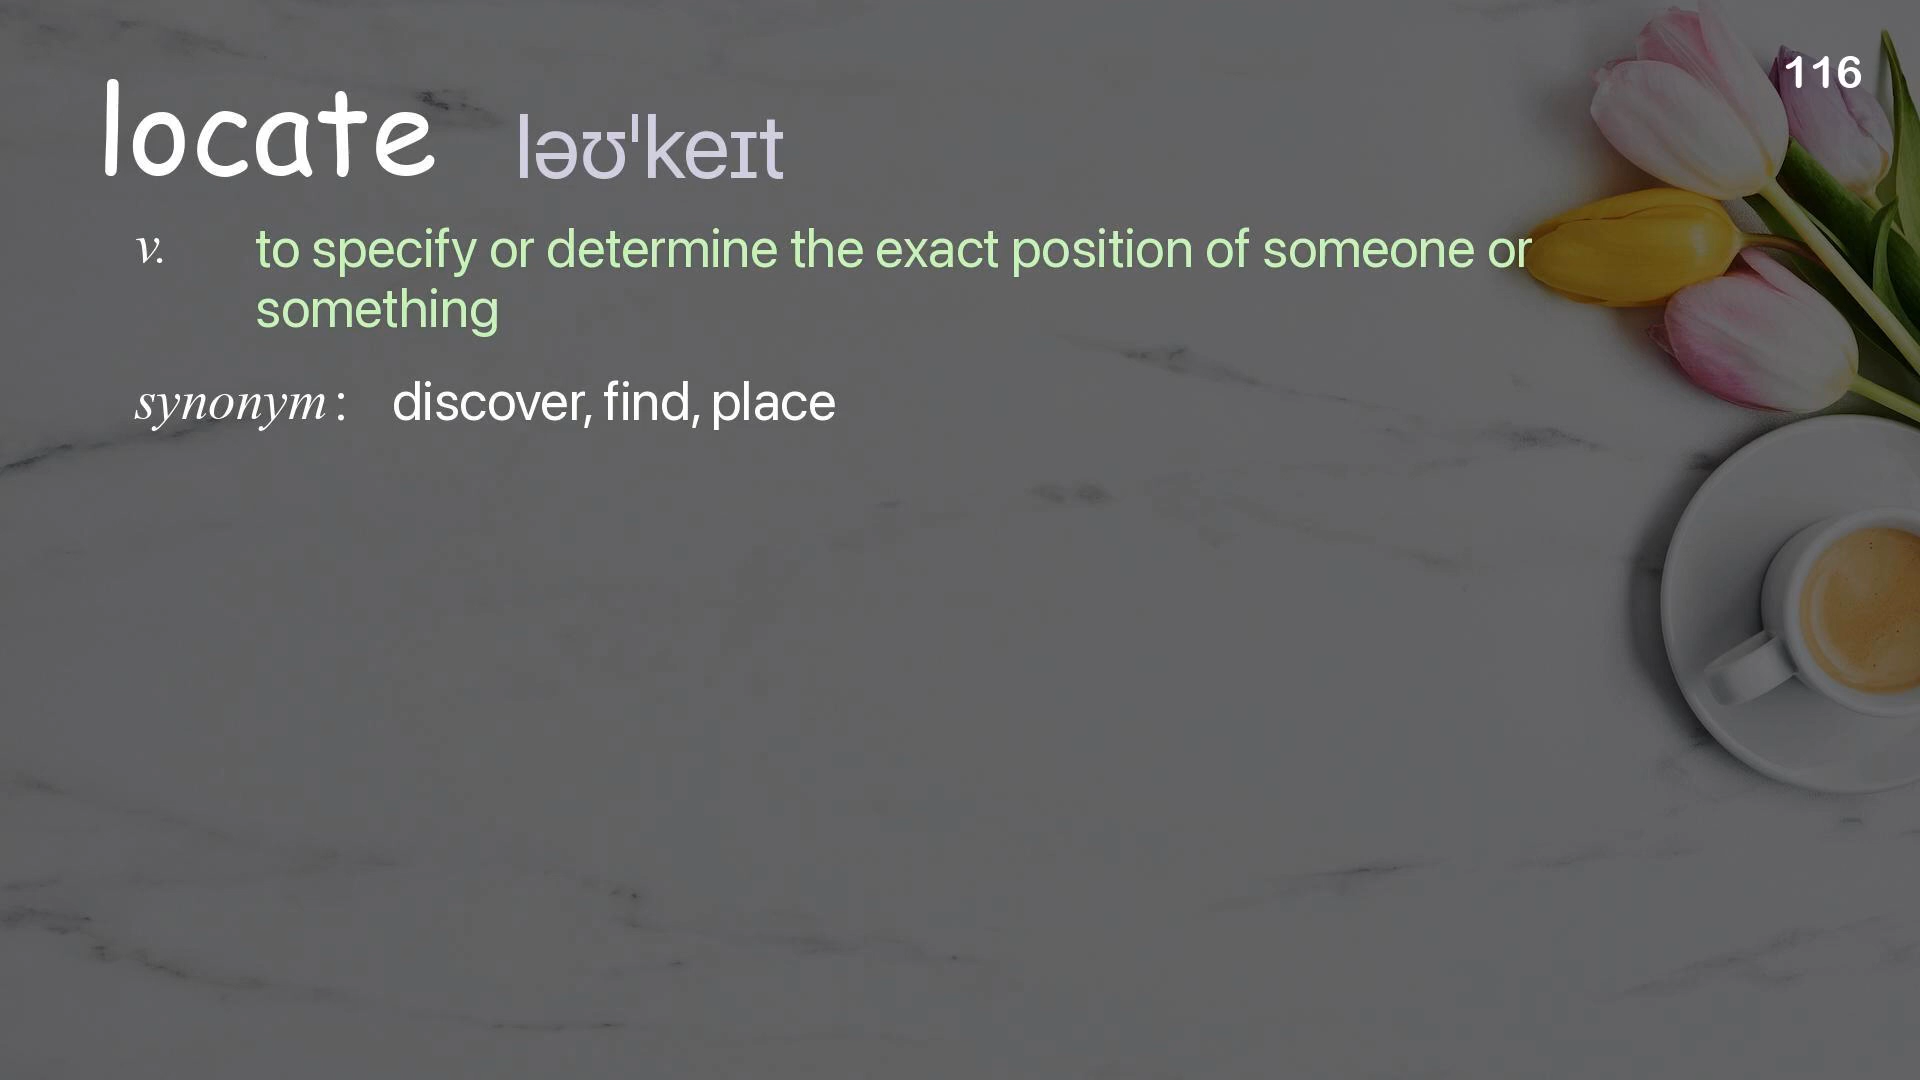 116
locate ləʊˈkeɪt
v. to specify or determine the exact position of someone or
something
synonym : discover, find, place